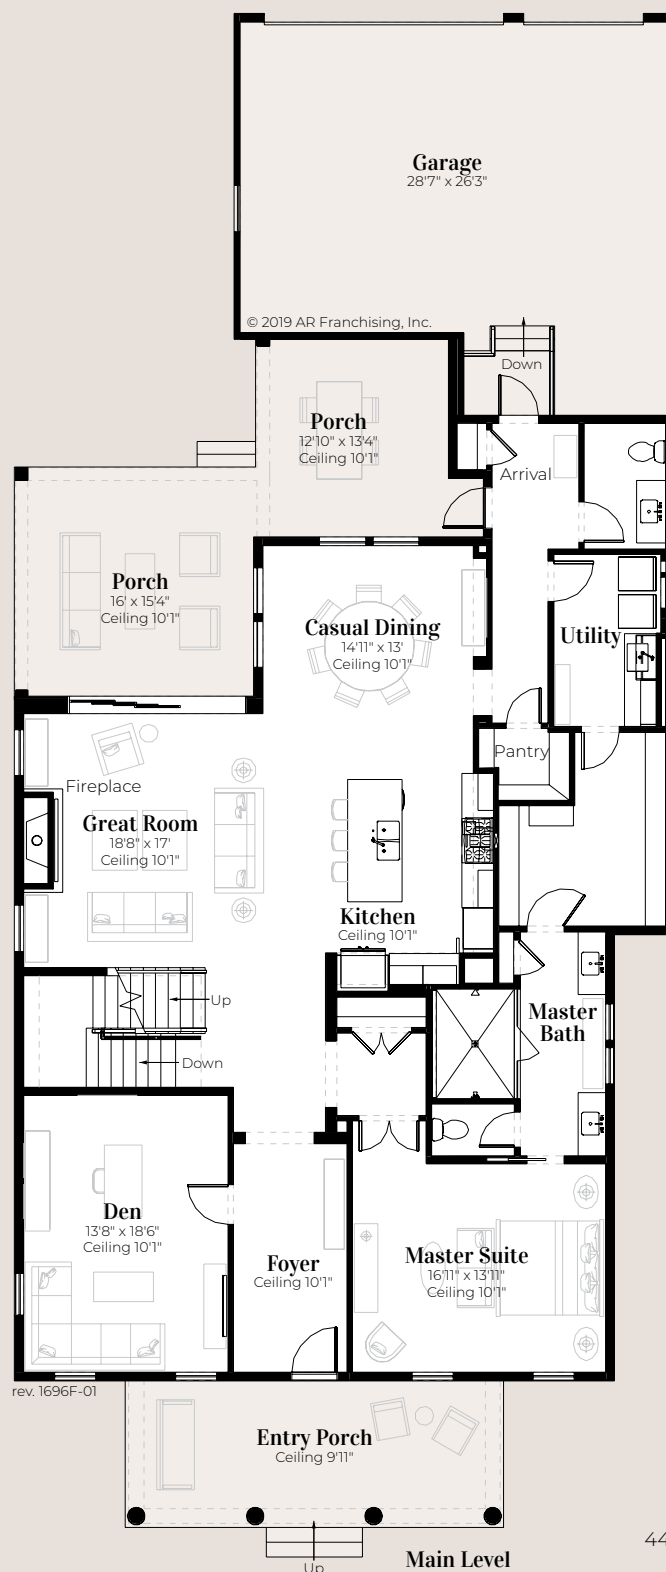 Garage
28'7" x 26'3"
© 2019 AR Franchising, Inc.
Down
Porch
12'10" x 13'4"
Ceiling 10'1"
Arrival
Porch
16' x 15'4"
Ceiling 10'1"
Casual Dining
14'11" x 13'
Ceiling 10'1"
Utility
Pantry
Fireplace
Great Room
18'8" x 17'
Ceiling 10'1"
Kitchen
Ceiling 10'1"
Up
Down
Master
Bath
Den
13'8" x 18'6"
Ceiling 10'1"
Foyer
Ceiling 10'1"
Master Suite
16'11" x 13'11"
Ceiling 10'1"
rev. 1696F-01
Entry Porch
Ceiling 9'11"
Up
Main Level
44